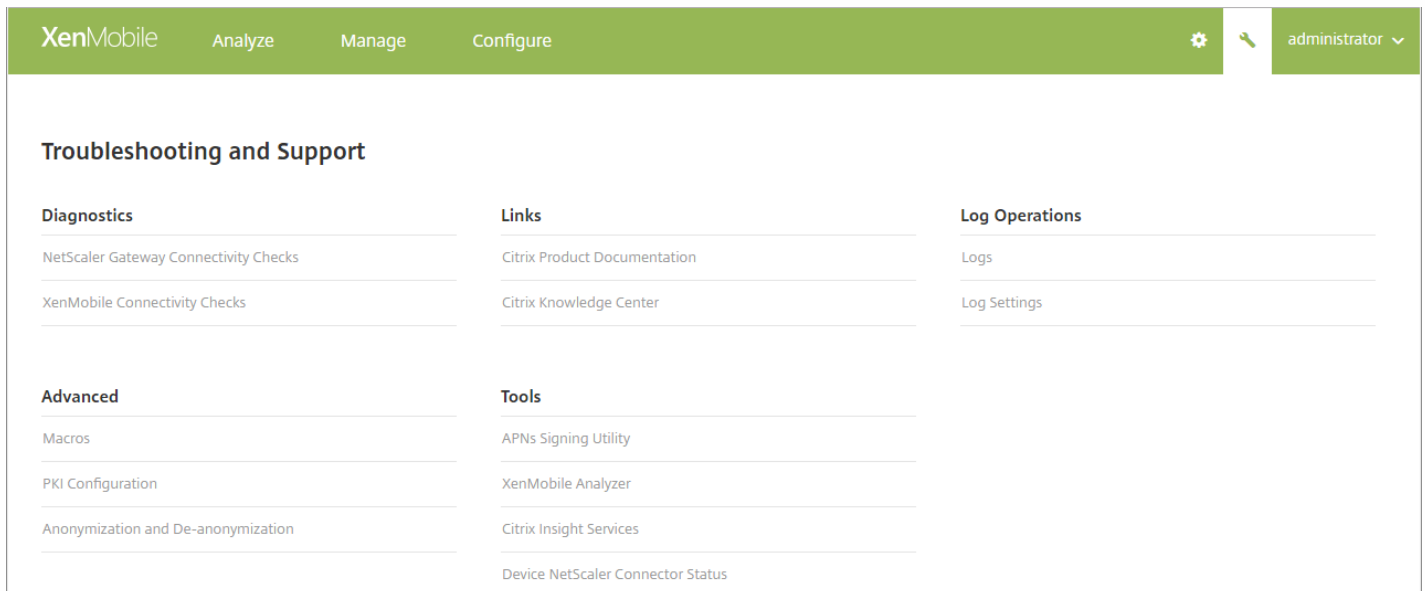 XenMobile Analyze Manage Configure administrator
Troubleshooting and Support
Diagnostics
NetScaler Gateway Connectivity Checks
XenMobile Connectivity Checks
Links
Citrix Product Documentation
Citrix Knowledge Center
Log Operations
Logs
Log Settings
Advanced
Macros
PKI Configuration
Anonymization and De-anonymization
Tools
APNs Signing Utility
XenMobile Analyzer
Citrix Insight Services
Device NetScaler Connector Status